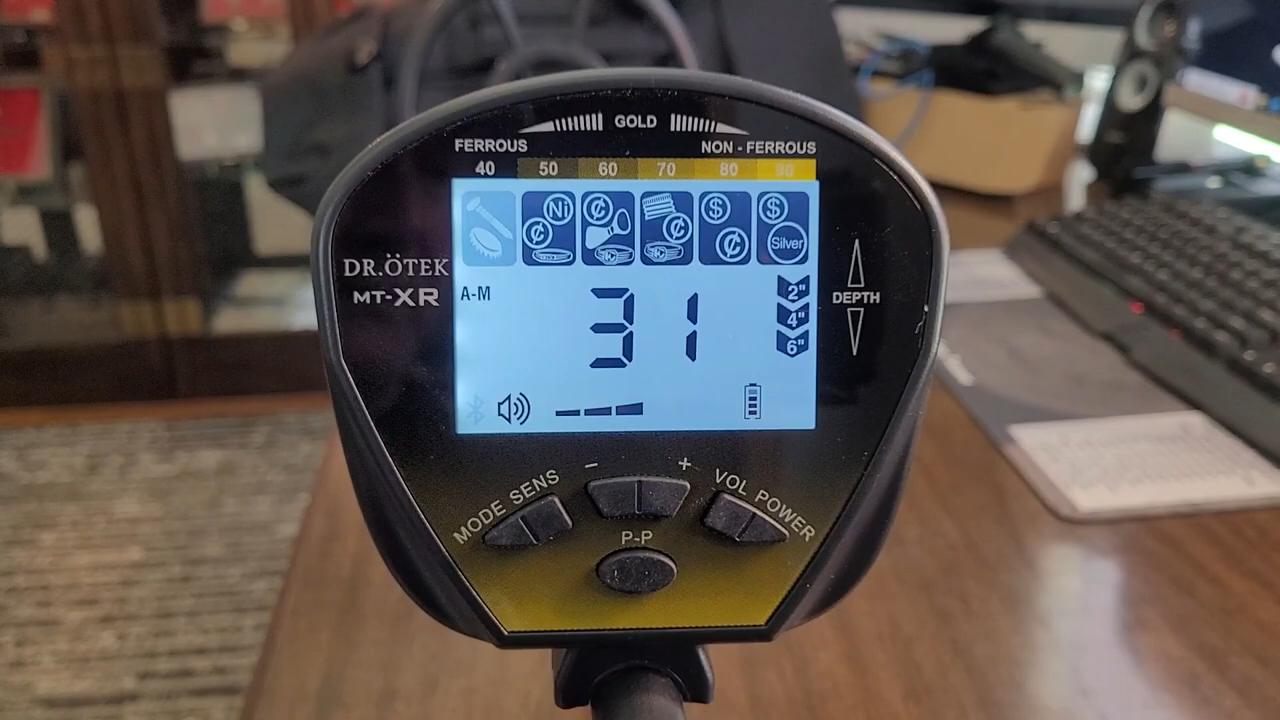 GOLD
FERROUS NON - FERROUS
40 50 60 70 80 90
Ni
¢
¢
¢
$
¢
$
Silver
DR.ÖTEK
MT-XR
A-M
31
2"
4"
6"
DEPTH
- +
MODE SENS
VOL POWER
P-P